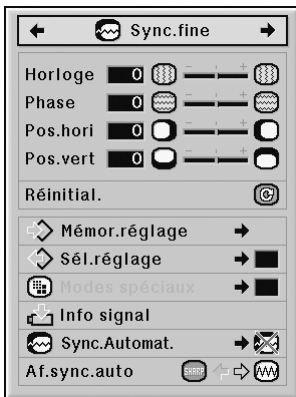 Sync.fine
Horloge 0
Phase 0
Pos.hori 0
Pos.vert 0
Réinitial.
Mémor.réglage
Sél.réglage
Modes spéciaux
Info signal
Sync.Automat.
Af.sync.auto SHARP